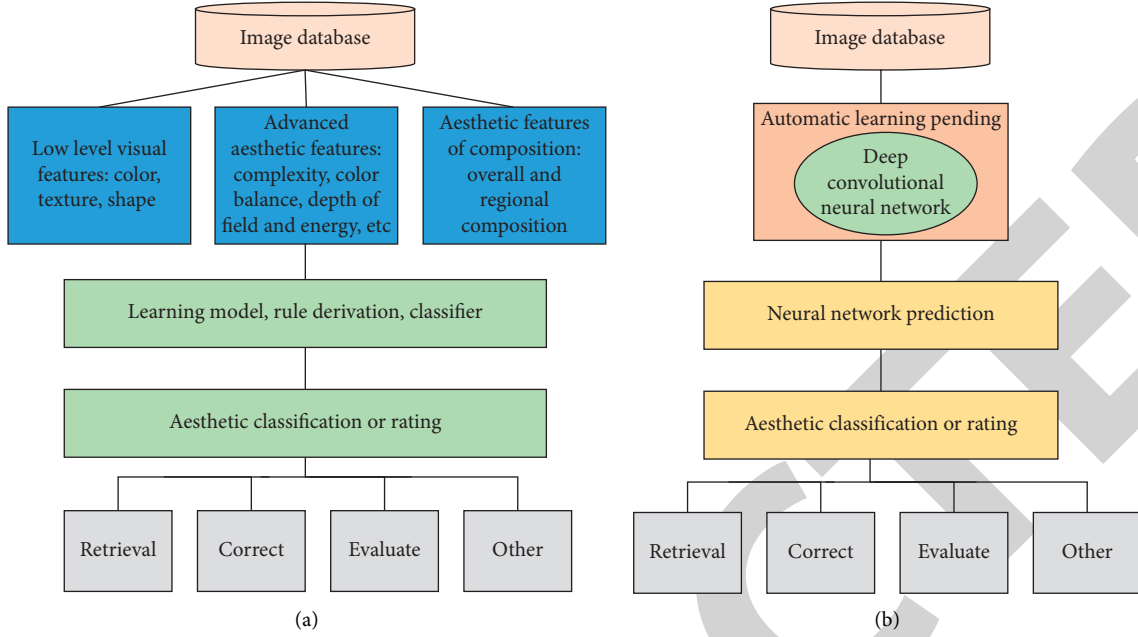 Image database
Low level visual
features: color,
texture, shape
Advanced
aesthetic features:
complexity, color
balance, depth of
field and energy, etc
Aesthetic features
of composition:
overall and
regional
composition
Learning model, rule derivation, classifier
Aesthetic classification or rating
Retrieval
Correct
Evaluate
Other
(a)
Image database
Automatic learning pending
Deep
convolutional
neural network
Neural network prediction
Aesthetic classification or rating
Retrieval
Correct
Evaluate
Other
(b)
CTE